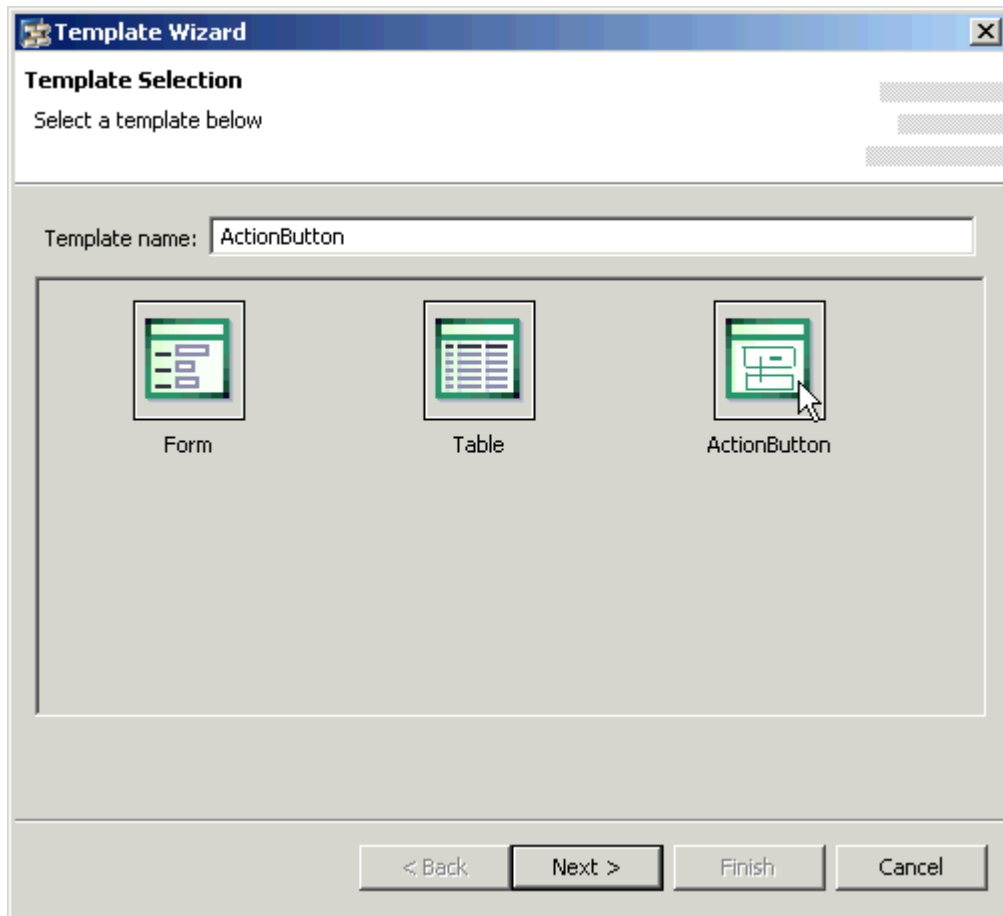 Template Wizard
Template Selection
Select a template below
Template name: ActionButton
Form Table ActionButton
< Back Next > Finish Cancel